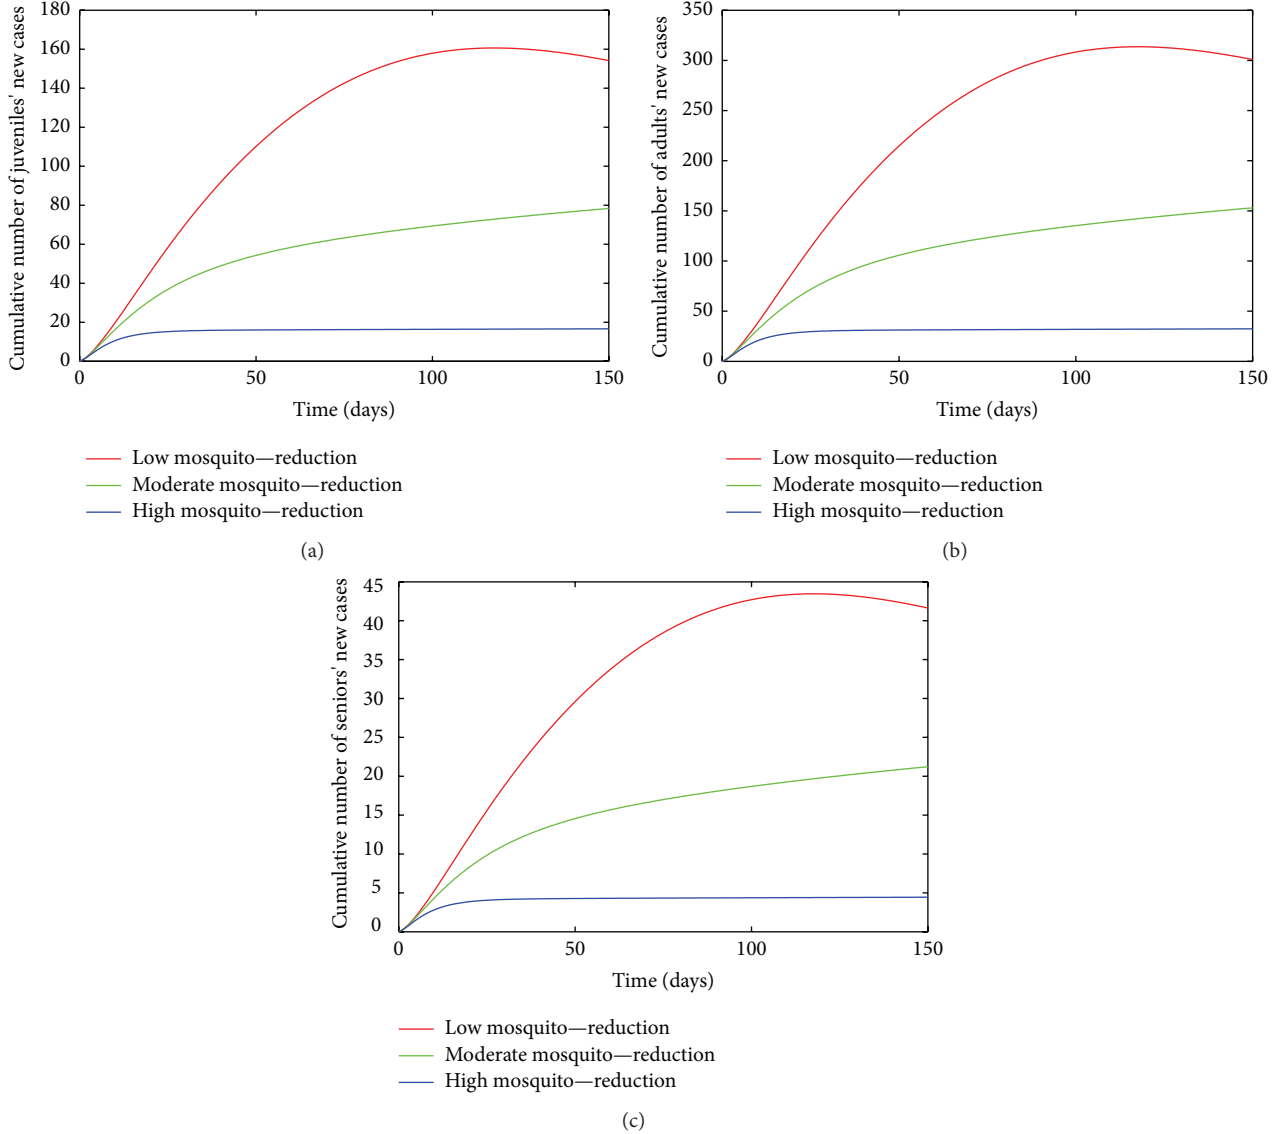 Cumulative number of juveniles' new cases
180
160
140
120
100
80
60
40
20
0
0 50 100 150
Time (days)
Low mosquito—reduction
Moderate mosquito—reduction
High mosquito—reduction
(a)
Cumulative number of adults' new cases
350
300
250
200
150
100
50
0
0 50 100 150
Time (days)
Low mosquito—reduction
Moderate mosquito—reduction
High mosquito—reduction
(b)
Cumulative number of seniors' new cases
45
40
35
30
25
20
15
10
5
0
0 50 100 150
Time (days)
Low mosquito—reduction
Moderate mosquito—reduction
High mosquito—reduction
(c)